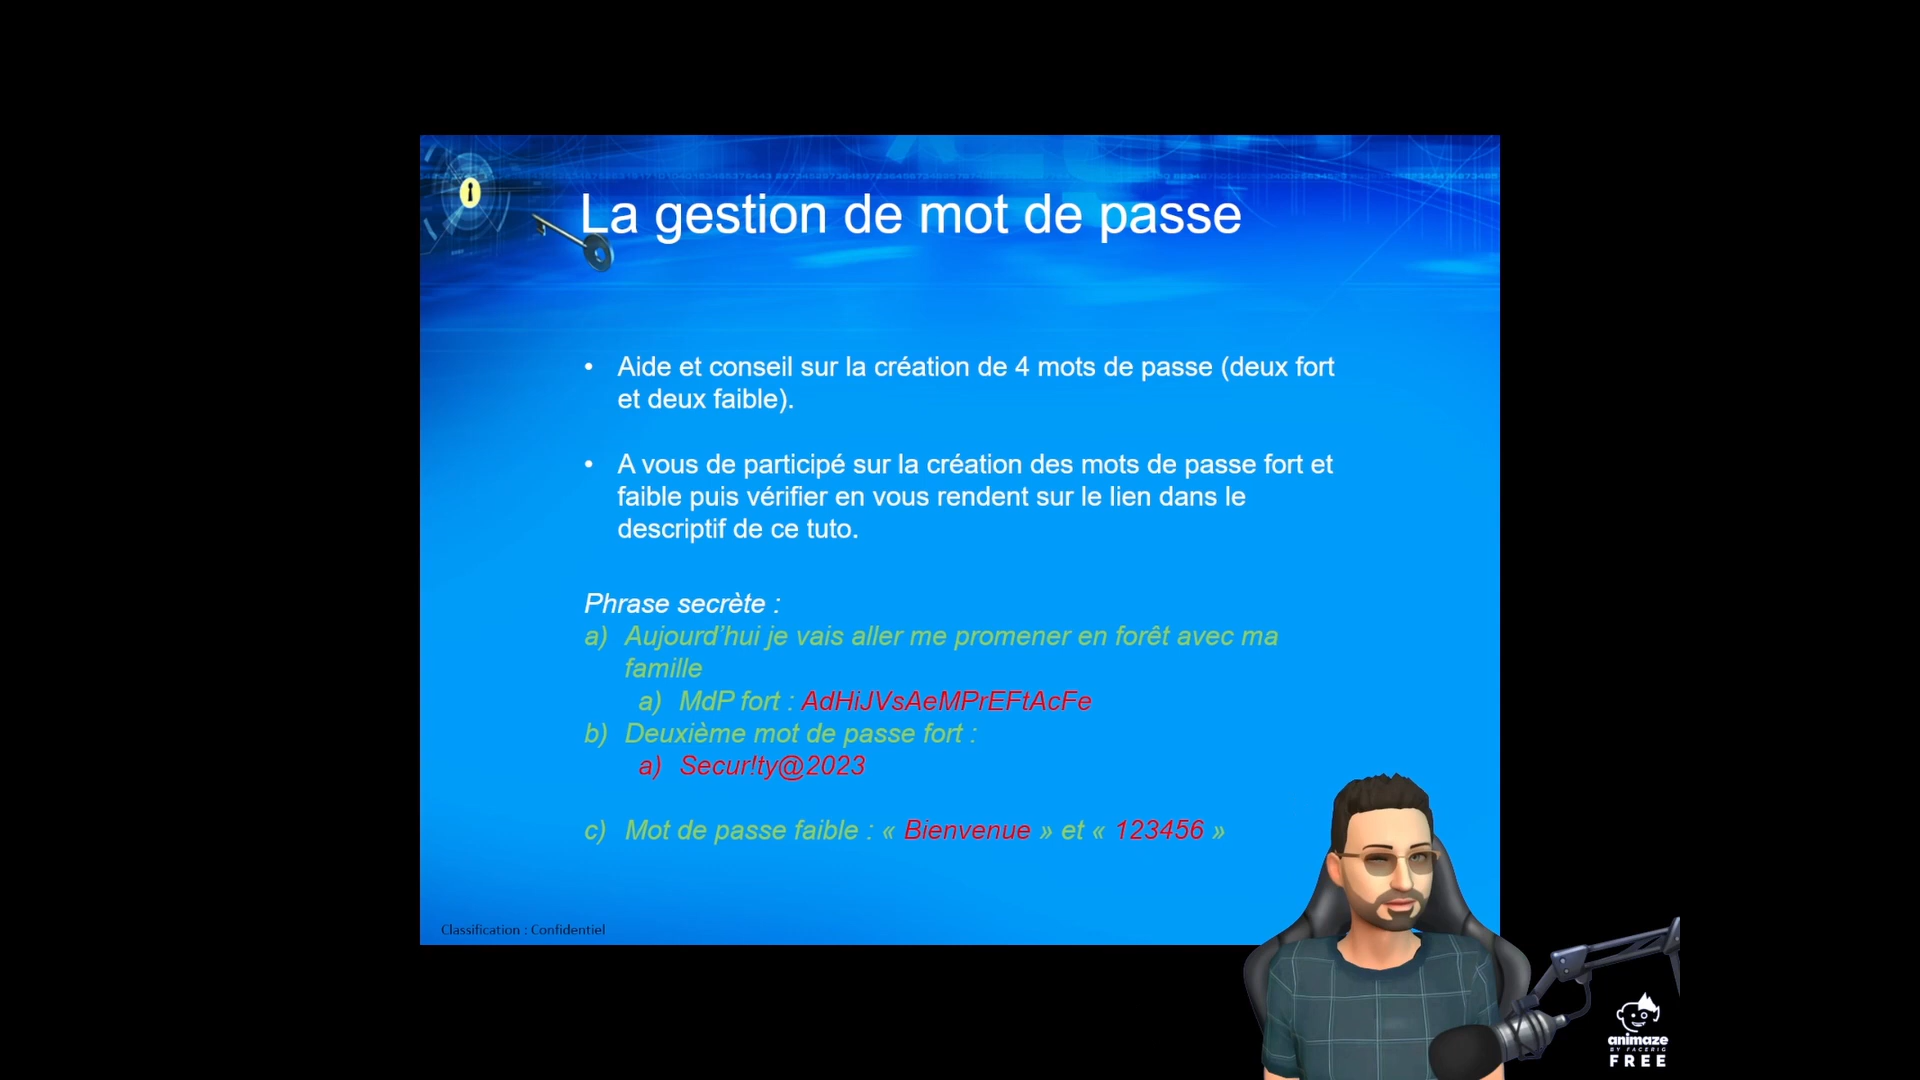 La gestion de mot de passe
• Aide et conseil sur la création de 4 mots de passe (deux fort
et deux faible).
• A vous de participé sur la création des mots de passe fort et
faible puis vérifier en vous rendent sur le lien dans le
descriptif de ce tuto.
Phrase secrète :
a) Aujourd’hui je vais aller me promener en forêt avec ma
famille
a) MdP fort : AdHiJVsAeMPrEFtAcFe
b) Deuxième mot de passe fort :
a) Secur!ty@2023
c) Mot de passe faible : « Bienvenue » et « 123456 »
Classification : Confidentiel
animaze
BY FACERIG
FREE